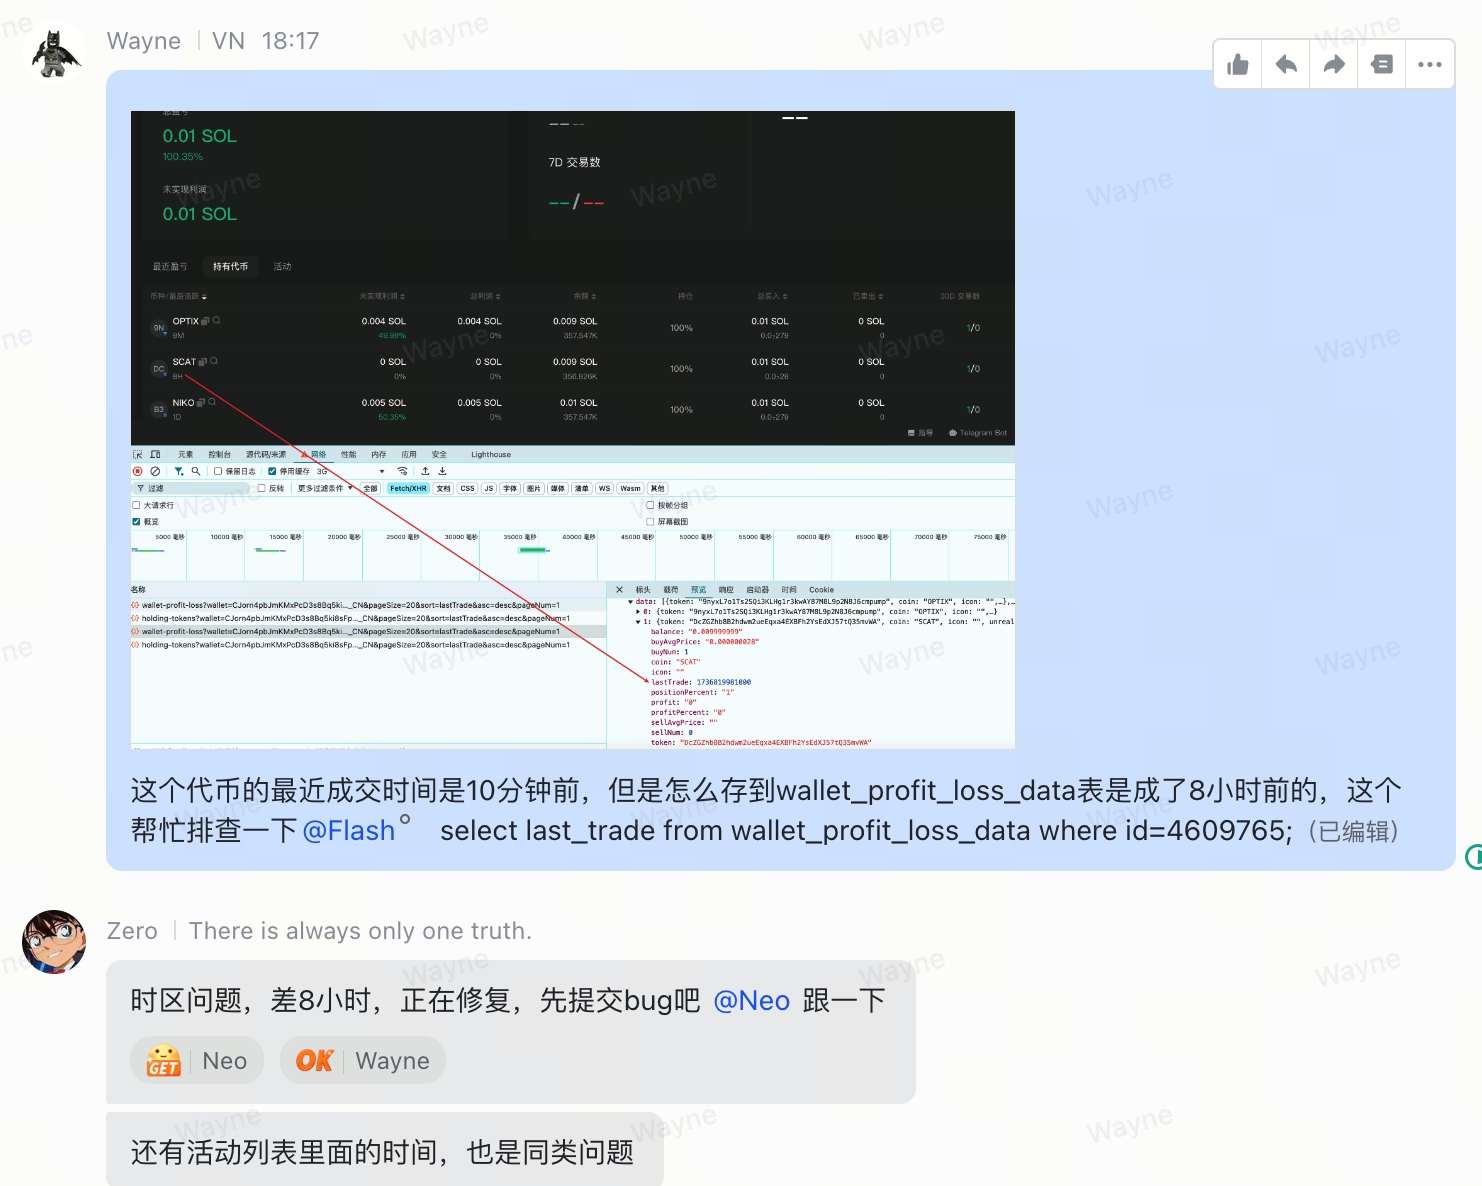 Wayne | VN 18:17
总盈亏
0.01 SOL
100.35%
未实现利润
0.01 SOL
-- --
7D 交易数
--/--
--
最近盈亏 持有代币 活动
币种/最后活跃 未实现利润 总利润 余额 持仓 总买入 已卖出 30D 交易数
9N OPTIX 0.004 SOL 0.004 SOL 0.009 SOL 100% 0.01 SOL 0 SOL 1/0
9M 49.99% 0% 357.547K 0.0₇279 0
DC SCAT 0 SOL 0 SOL 0.009 SOL 100% 0.01 SOL 0 SOL 1/0
8H 0% 0% 356.826K 0.0₇28 0
B3 NIKO 0.005 SOL 0.005 SOL 0.01 SOL 100% 0.01 SOL 0 SOL 1/0
1D 50.35% 0% 357.547K 0.0₇279 0
指导 Telegram Bot
元素 控制台 源代码/来源 网络 性能 内存 应用 安全 Lighthouse
保留日志 停用缓存 3G
过滤 反转 更多过滤条件 全部 Fetch/XHR 文档 CSS JS 字体 图片 媒体 清单 WS Wasm 其他
大请求行 按帧分组
概览 屏幕截图
5000 毫秒 10000 毫秒 15000 毫秒 20000 毫秒 25000 毫秒 30000 毫秒 35000 毫秒 40000 毫秒 45000 毫秒 50000 毫秒 55000 毫秒 60000 毫秒 65000 毫秒 70000 毫秒 75000 毫秒
名称
wallet-profit-loss?wallet=CJorn4pbJmKMxPcD3s8Bq5ki..._CN&pageSize=20&sort=lastTrade&asc=desc&pageNum=1
holding-tokens?wallet=CJorn4pbJmKMxPcD3s8Bq5ki8sFp..._CN&pageSize=20&sort=lastTrade&asc=desc&pageNum=1
wallet-profit-loss?wallet=CJorn4pbJmKMxPcD3s8Bq5ki..._CN&pageSize=20&sort=lastTrade&asc=desc&pageNum=1
holding-tokens?wallet=CJorn4pbJmKMxPcD3s8Bq5ki8sFp..._CN&pageSize=20&sort=lastTrade&asc=desc&pageNum=1
标头 载荷 预览 响应 启动器 时间 Cookie
data: [{token: "9nyxL7o1Ts2SQi3KLHg1r3kwAY87M8L9p2N8J6cmpump", coin: "OPTIX", icon: "",…},…
0: {token: "9nyxL7o1Ts2SQi3KLHg1r3kwAY87M8L9p2N8J6cmpump", coin: "OPTIX", icon: "",…}
1: {token: "DcZGZhb8B2hdwm2ueEqxa4EXBFh2YsEdXJ57tQ35mvWA", coin: "SCAT", icon: "", unreal
balance: "0.009999999"
buyAvgPrice: "0.000000028"
buyNum: 1
coin: "SCAT"
icon: ""
lastTrade: 1736819981000
positionPercent: "1"
profit: "0"
profitPercent: "0"
sellAvgPrice: ""
sellNum: 0
token: "DcZGZhb8B2hdwm2ueEqxa4EXBFh2YsEdXJ57tQ35mvWA"
这个代币的最近成交时间是10分钟前，但是怎么存到wallet_profit_loss_data表是成了8小时前的，这个
帮忙排查一下 @Flash select last_trade from wallet_profit_loss_data where id=4609765;（已编辑）
Zero | There is always only one truth.
时区问题，差8小时，正在修复，先提交bug吧 @Neo 跟一下
GET Neo OK Wayne
还有活动列表里面的时间，也是同类问题